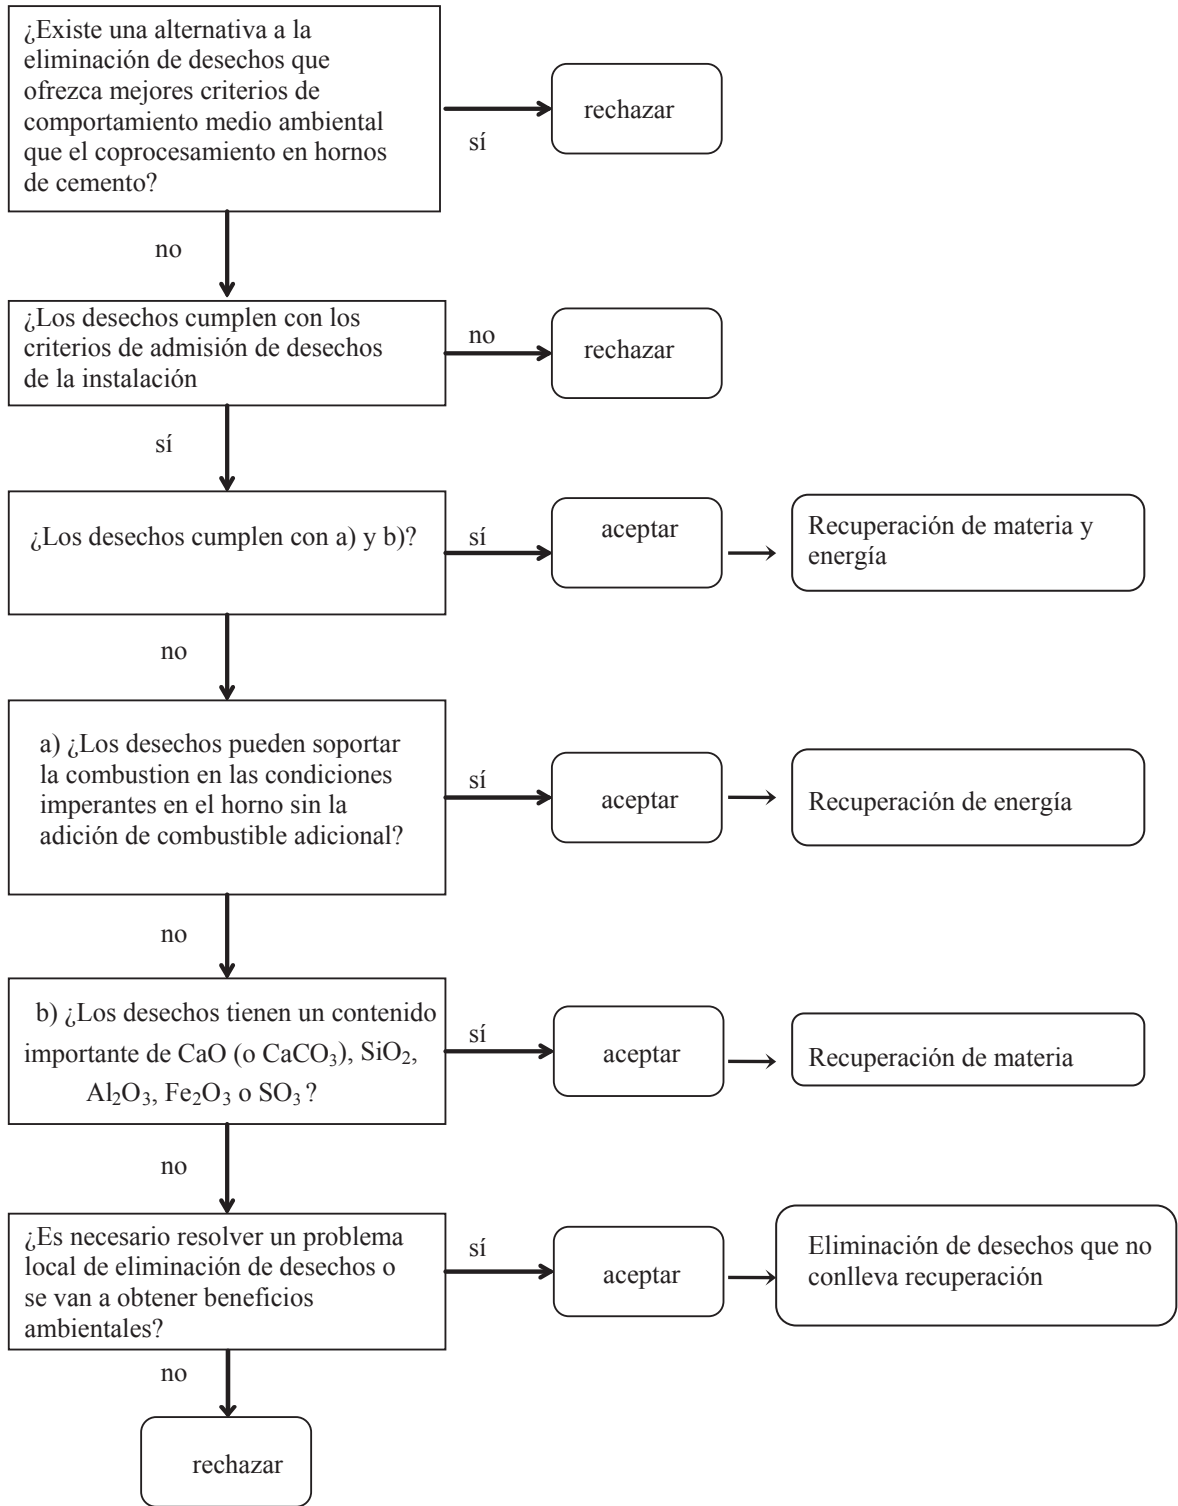 ¿Existe una alternativa a la
eliminación de desechos que
ofrezca mejores criterios de
comportamiento medio ambiental
que el coprocesamiento en hornos
de cemento?
sí
rechazar
no
¿Los desechos cumplen con los
criterios de admisión de desechos
de la instalación
no
rechazar
sí
¿Los desechos cumplen con a) y b)?
sí
aceptar
Recuperación de materia y
energía
no
a) ¿Los desechos pueden soportar
la combustion en las condiciones
imperantes en el horno sin la
adición de combustible adicional?
sí
aceptar
Recuperación de energía
no
b) ¿Los desechos tienen un contenido
importante de CaO (o CaCO₃), SiO₂,
Al₂O₃, Fe₂O₃ o SO₃ ?
sí
aceptar
Recuperación de materia
no
¿Es necesario resolver un problema
local de eliminación de desechos o
se van a obtener beneficios
ambientales?
sí
aceptar
Eliminación de desechos que no
conlleva recuperación
no
rechazar